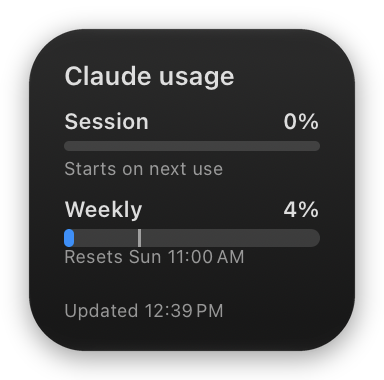 Claude usage
Session 0%
Starts on next use
Weekly 4%
Resets Sun 11:00 AM
Updated 12:39 PM